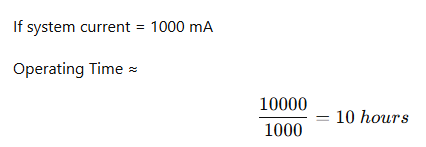 If system current = 1000 mA
Operating Time ≈
10000
1000
= 10 hours